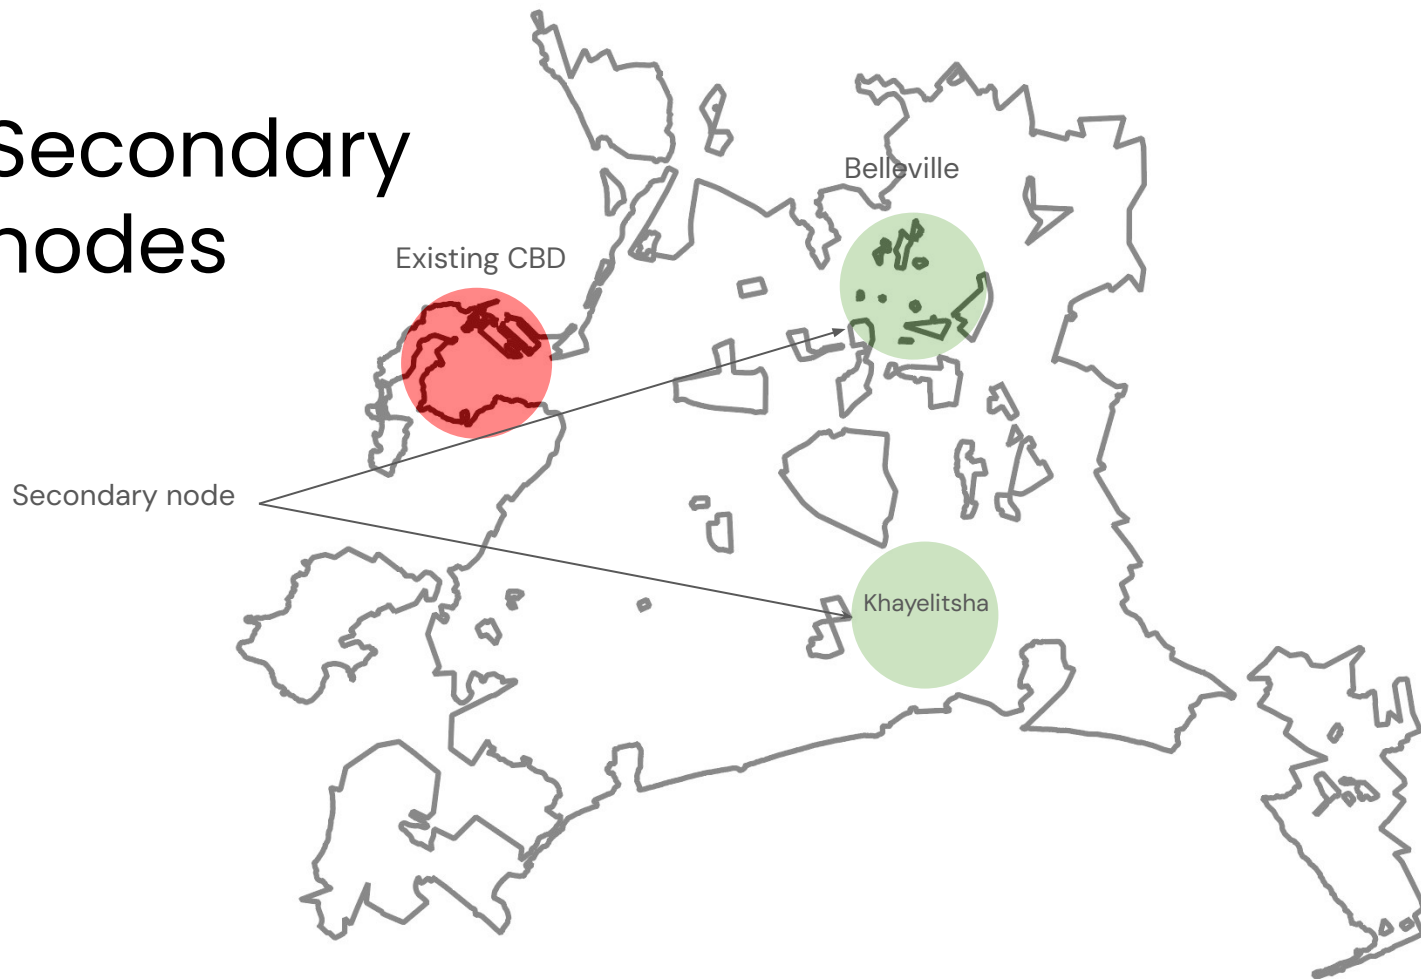 Secondary
nodes
Belleville
Existing CBD
Secondary node
Khayelitsha